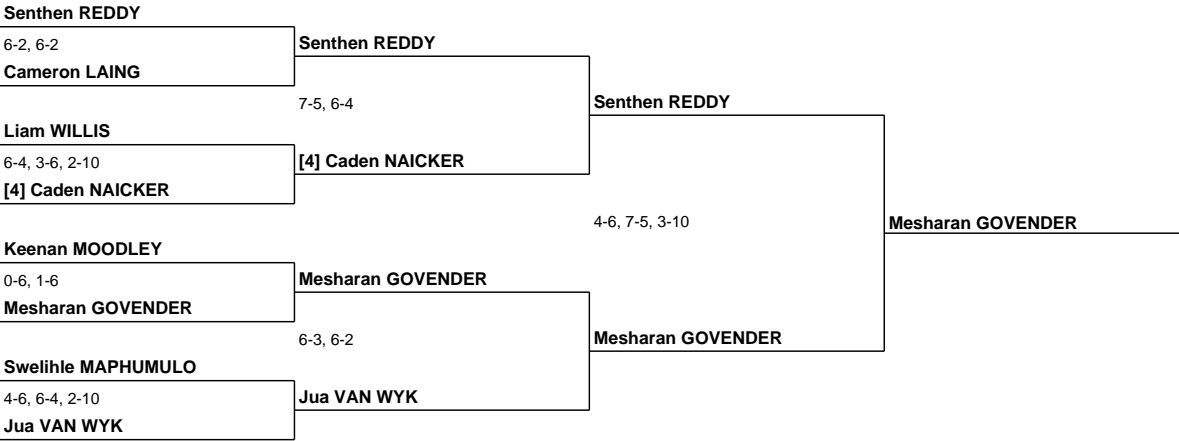 Senthen REDDY
6-2, 6-2
Senthen REDDY
Cameron LAING
7-5, 6-4
Senthen REDDY
Liam WILLIS
6-4, 3-6, 2-10
[4] Caden NAICKER
[4] Caden NAICKER
4-6, 7-5, 3-10
Mesharan GOVENDER
Keenan MOODLEY
0-6, 1-6
Mesharan GOVENDER
Mesharan GOVENDER
6-3, 6-2
Mesharan GOVENDER
Swelihle MAPHUMULO
4-6, 6-4, 2-10
Jua VAN WYK
Jua VAN WYK